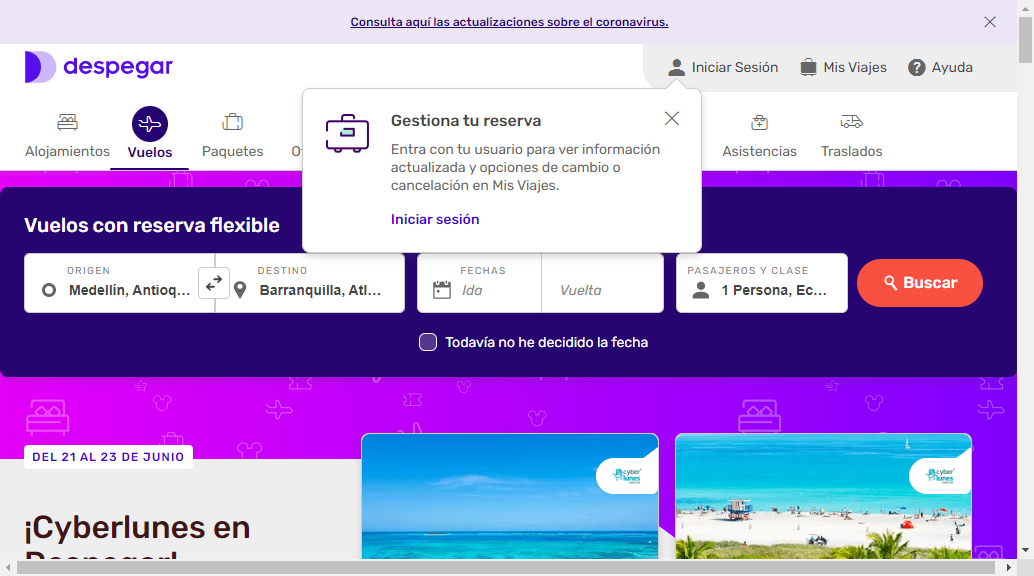 Consulta aquí las actualizaciones sobre el coronavirus.
despegar
Iniciar Sesión
Mis Viajes
? Ayuda
Alojamientos
Vuelos
Paquetes
Asistencias
Traslados
Gestiona tu reserva
Entra con tu usuario para ver información
actualizada y opciones de cambio o
cancelación en Mis Viajes.
Iniciar sesión
Vuelos con reserva flexible
ORIGEN
Medellín, Antioq...
DESTINO
Barranquilla, Atl...
FECHAS
Ida
Vuelta
PASAJEROS Y CLASE
1 Persona, Ec...
Buscar
Todavía no he decidido la fecha
DEL 21 AL 23 DE JUNIO
cyber
lunes
cyber
lunes
¡Cyberlunes en
Despegar!